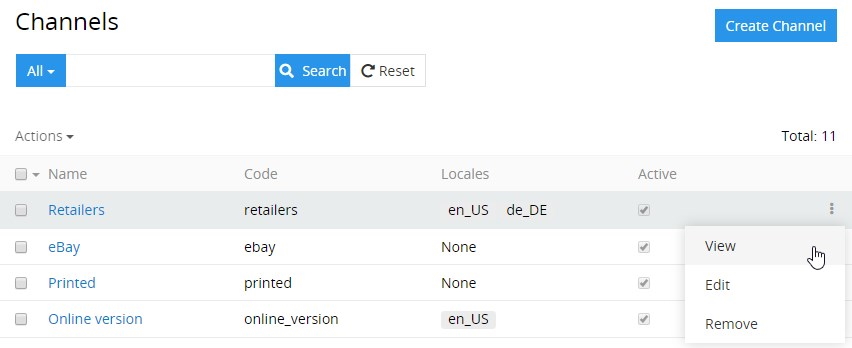 Channels
Create Channel
All Search Reset
Actions Total: 11
Name Code Locales Active
Retailers retailers en_US de_DE
eBay ebay None
View
Printed printed None
Edit
Online version online_version en_US
Remove